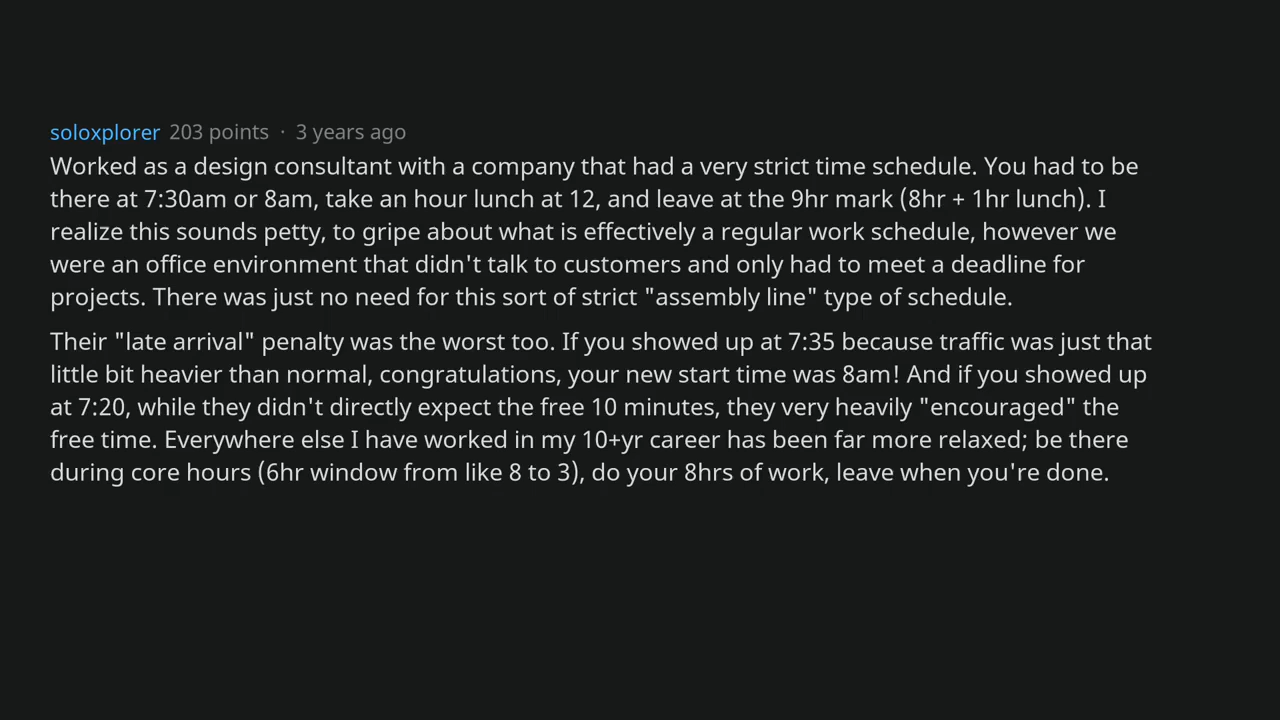 soloxplorer 203 points · 3 years ago
Worked as a design consultant with a company that had a very strict time schedule. You had to be
there at 7:30am or 8am, take an hour lunch at 12, and leave at the 9hr mark (8hr + 1hr lunch). I
realize this sounds petty, to gripe about what is effectively a regular work schedule, however we
were an office environment that didn't talk to customers and only had to meet a deadline for
projects. There was just no need for this sort of strict "assembly line" type of schedule.
Their "late arrival" penalty was the worst too. If you showed up at 7:35 because traffic was just that
little bit heavier than normal, congratulations, your new start time was 8am! And if you showed up
at 7:20, while they didn't directly expect the free 10 minutes, they very heavily "encouraged" the
free time. Everywhere else I have worked in my 10+yr career has been far more relaxed; be there
during core hours (6hr window from like 8 to 3), do your 8hrs of work, leave when you're done.